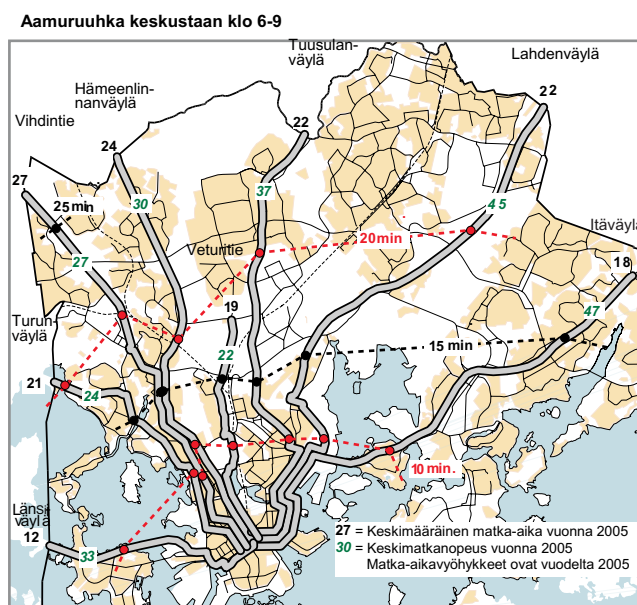 Aamuruuhka keskustaan klo 6-9
Tuusulan-
väylä
Lahdenväylä
Hämeenlin-
nanväylä
Vihdintie
22
22
24
27
25 min
30
37
45
27
20min
Veturitie
Itäväylä
18
19
47
Turun-
väylä
15 min
22
21
24
10 min.
Länsi-
väylä
12
33
27 = Keskimääräinen matka-aika vuonna 2005
30 = Keskimatkanopeus vuonna 2005
Matka-aikavyöhykkeet ovat vuodelta 2005